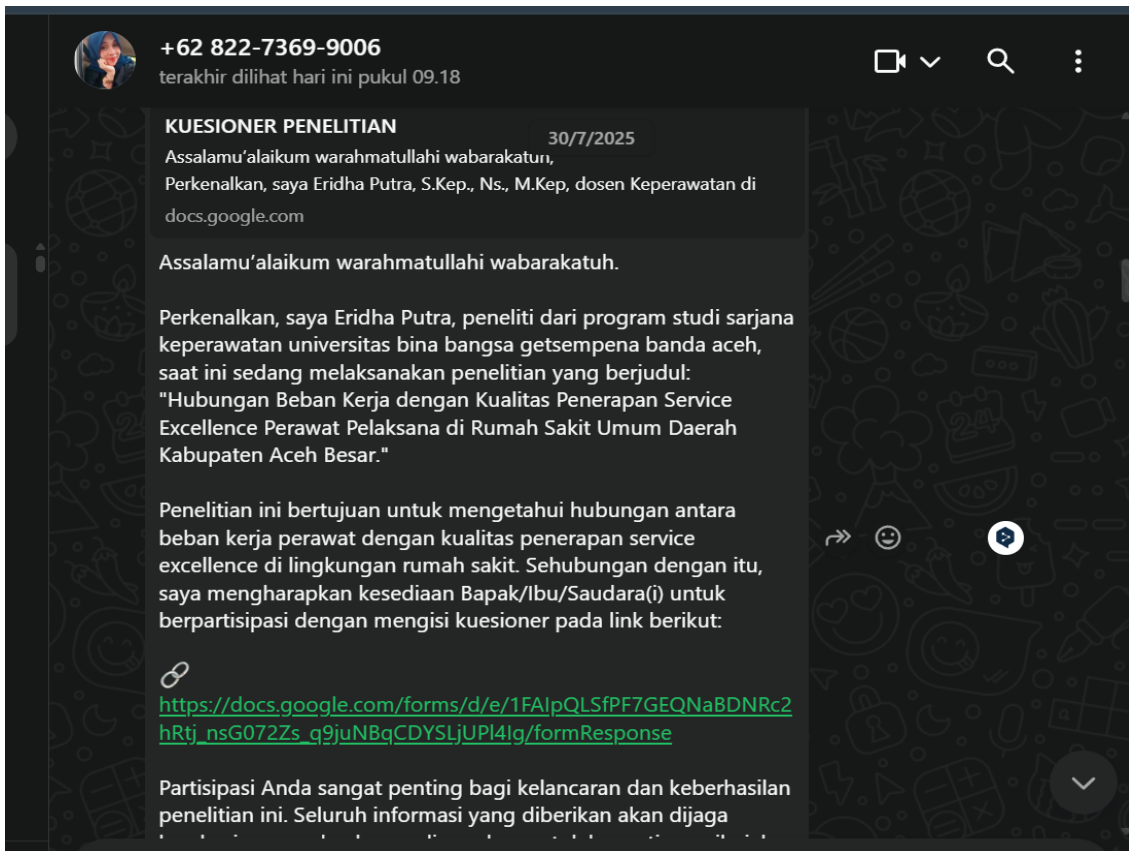 +62 822-7369-9006
terakhir dilihat hari ini pukul 09.18
KUESIONER PENELITIAN
30/7/2025
Assalamu‘alaikum warahmatullahi wabarakatuh,
Perkenalkan, saya Eridha Putra, S.Kep., Ns., M.Kep, dosen Keperawatan di
docs.google.com
Assalamu’alaikum warahmatullahi wabarakatuh.
Perkenalkan, saya Eridha Putra, peneliti dari program studi sarjana
keperawatan universitas bina bangsa getsempena banda aceh,
saat ini sedang melaksanakan penelitian yang berjudul:
"Hubungan Beban Kerja dengan Kualitas Penerapan Service
Excellence Perawat Pelaksana di Rumah Sakit Umum Daerah
Kabupaten Aceh Besar."
Penelitian ini bertujuan untuk mengetahui hubungan antara
beban kerja perawat dengan kualitas penerapan service
excellence di lingkungan rumah sakit. Sehubungan dengan itu,
saya mengharapkan kesediaan Bapak/Ibu/Saudara(i) untuk
berpartisipasi dengan mengisi kuesioner pada link berikut:
https://docs.google.com/forms/d/e/1FAIpQLSfPF7GEQNaBDNRc2
hRtj_nsG072Zs_q9juNBqCDYSLjUPl4Ig/formResponse
Partisipasi Anda sangat penting bagi kelancaran dan keberhasilan
penelitian ini. Seluruh informasi yang diberikan akan dijaga